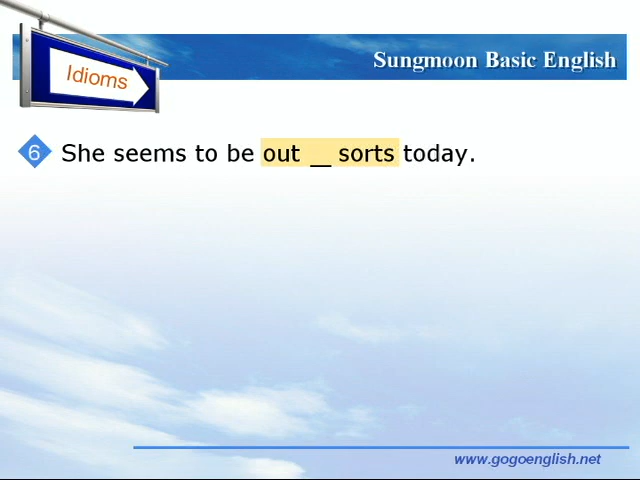 Sungmoon Basic English
Idioms
6 She seems to be out __ sorts today.
www.gogoenglish.net